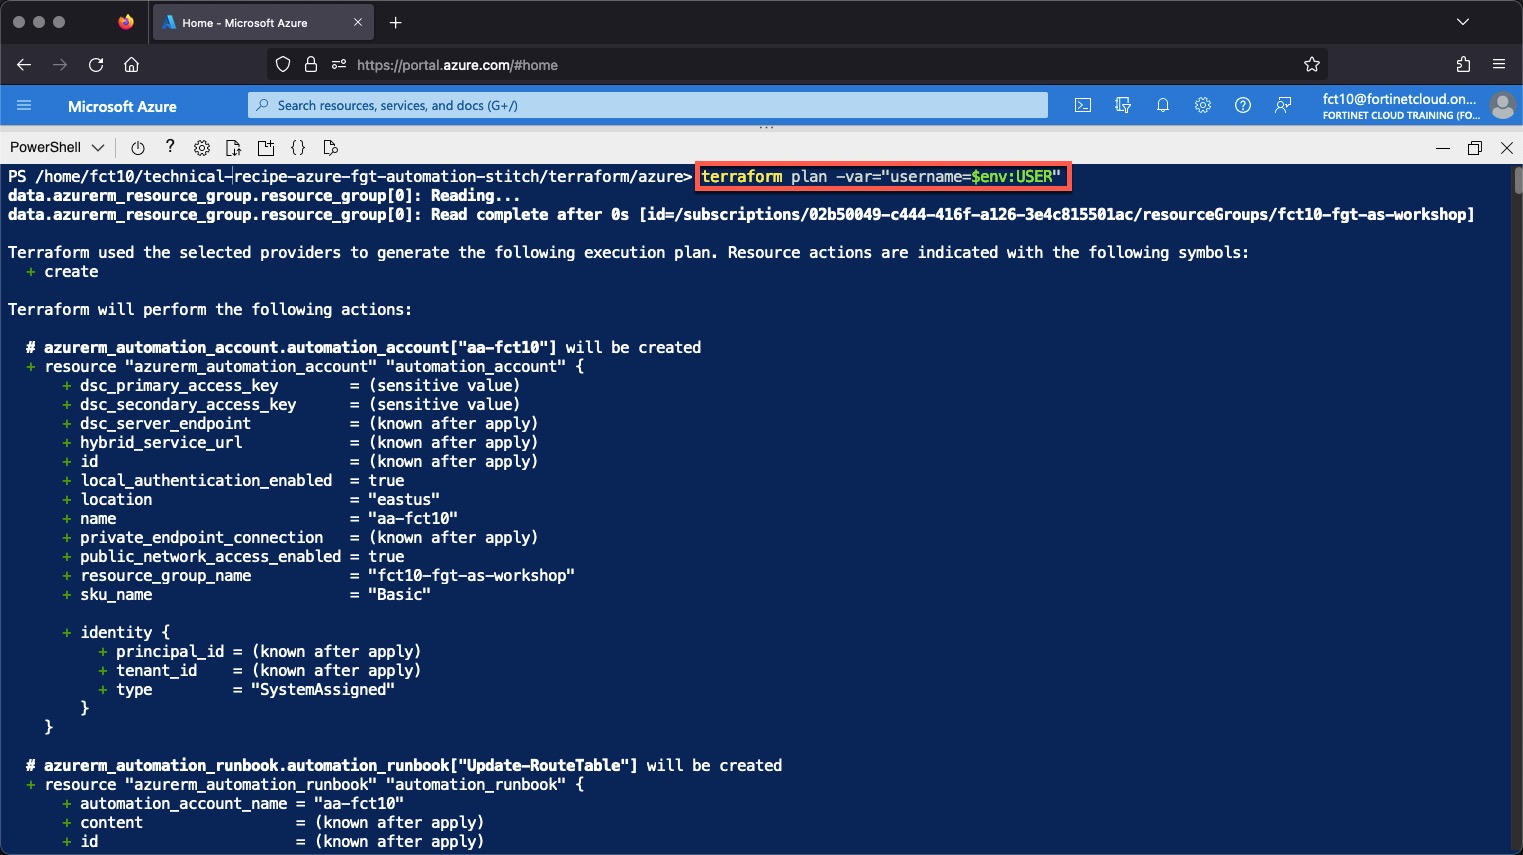 Home - Microsoft Azure
https://portal.azure.com/#home
Microsoft Azure
Search resources, services, and docs (G+/)
fct10@fortinetcloud.on...
FORTINET CLOUD TRAINING (FO...
PowerShell
PS /home/fct10/technical-recipe-azure-fgt-automation-stitch/terraform/azure> terraform plan -var="username=$env:USER"
data.azurerm_resource_group.resource_group[0]: Reading...
data.azurerm_resource_group.resource_group[0]: Read complete after 0s [id=/subscriptions/02b50049-c444-416f-a126-3e4c815501ac/resourceGroups/fct10-fgt-as-workshop]
Terraform used the selected providers to generate the following execution plan. Resource actions are indicated with the following symbols:
+ create
Terraform will perform the following actions:
# azurerm_automation_account.automation_account["aa-fct10"] will be created
+ resource "azurerm_automation_account" "automation_account" {
+ dsc_primary_access_key = (sensitive value)
+ dsc_secondary_access_key = (sensitive value)
+ dsc_server_endpoint = (known after apply)
+ hybrid_service_url = (known after apply)
+ id = (known after apply)
+ local_authentication_enabled = true
+ location = "eastus"
+ name = "aa-fct10"
+ private_endpoint_connection = (known after apply)
+ public_network_access_enabled = true
+ resource_group_name = "fct10-fgt-as-workshop"
+ sku_name = "Basic"
+ identity {
+ principal_id = (known after apply)
+ tenant_id = (known after apply)
+ type = "SystemAssigned"
}
}
# azurerm_automation_runbook.automation_runbook["Update-RouteTable"] will be created
+ resource "azurerm_automation_runbook" "automation_runbook" {
+ automation_account_name = "aa-fct10"
+ content = (known after apply)
+ id = (known after apply)